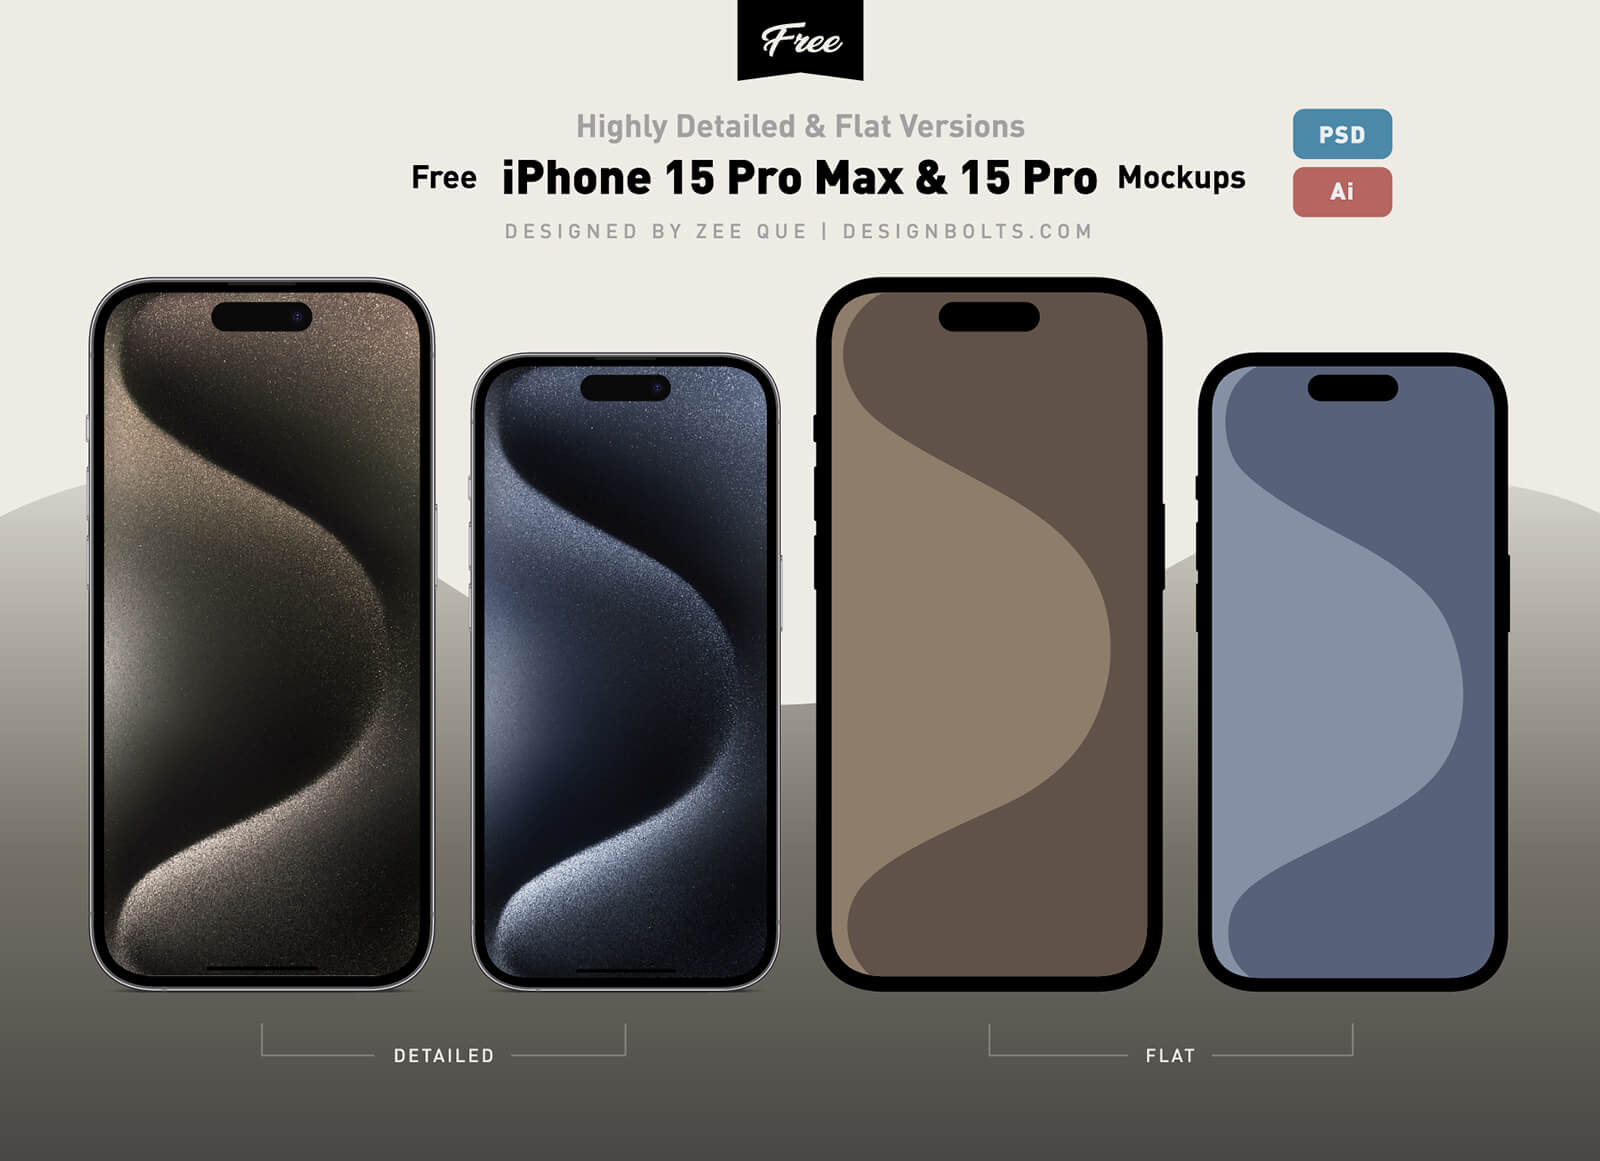 Free
Highly Detailed & Flat Versions
Free iPhone 15 Pro Max & 15 Pro Mockups
DESIGNED BY ZEE QUE | DESIGNBOLTS.COM
PSD
Ai
DETAILED
FLAT